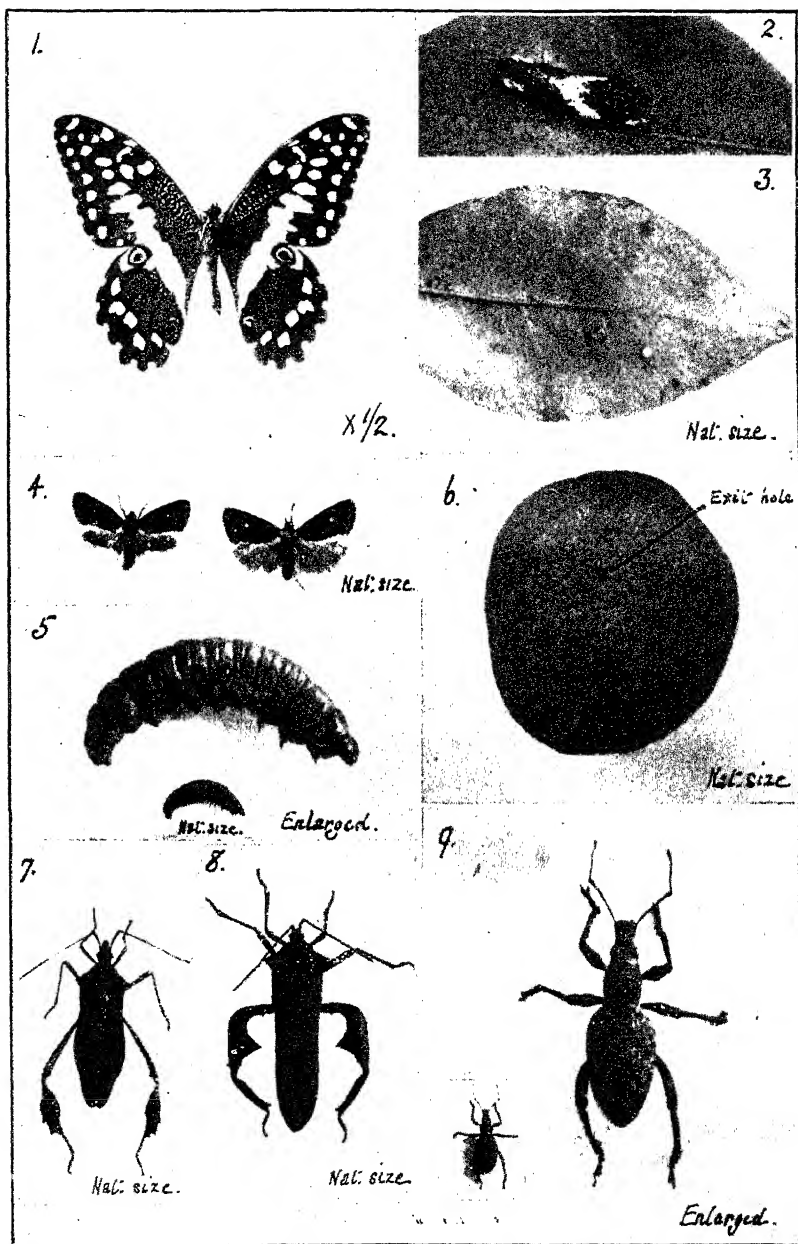 1.
2.
3.
X 1/2.
Nat. size.
4.
6.
Exit hole
Nat. size.
5
Nat. size
Nat. size.
Enlarged.
7.
8.
9.
Nat. size.
Nat. size.
Enlarged.